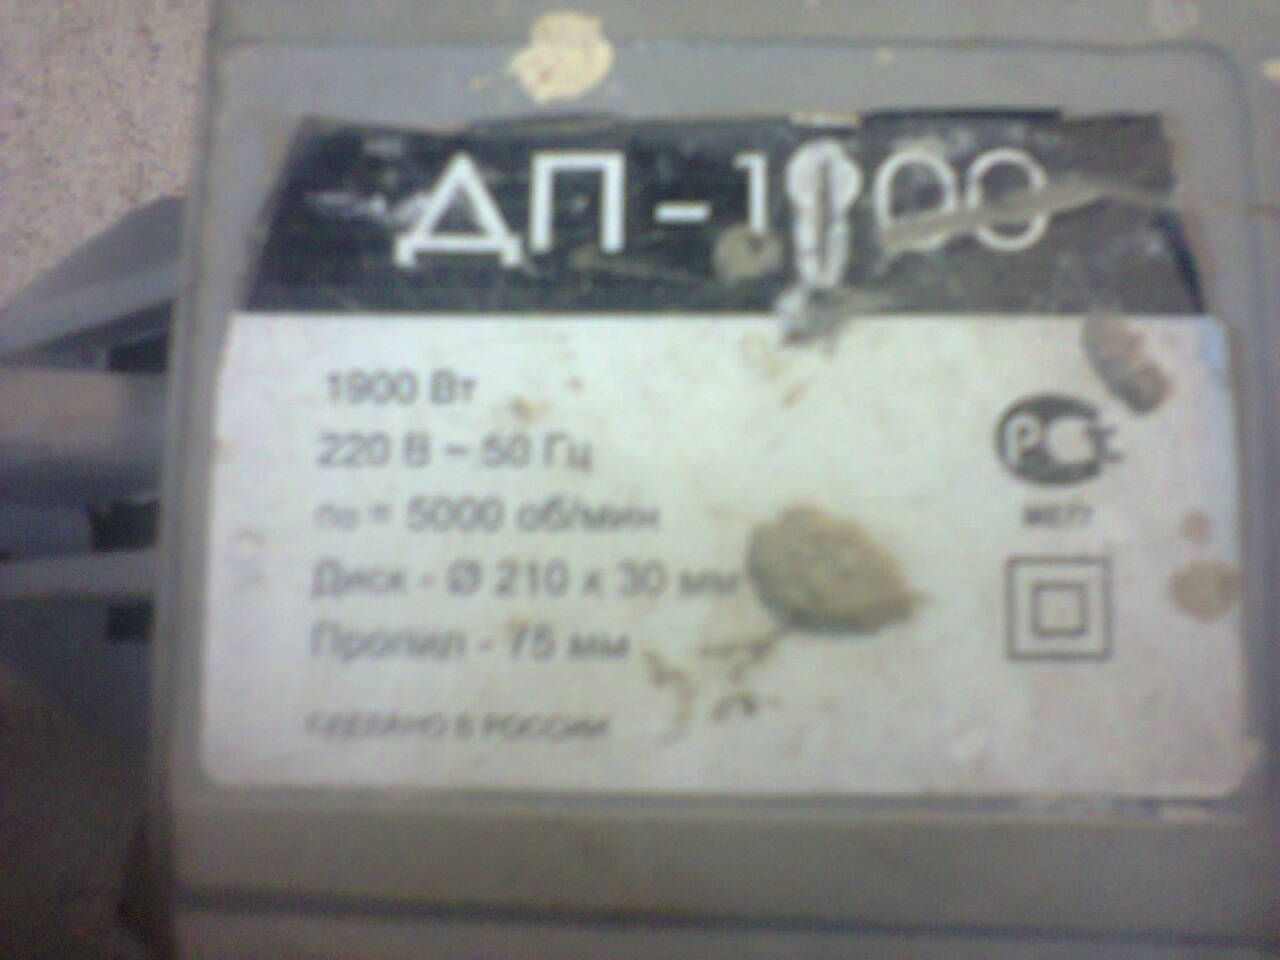 ДП-1900
1900 Вт
220 В ~ 50 Гц
n₀ = 5000 об/мин
Диск - Ø 210 x 30 мм
Пропил - 75 мм
СДЕЛАНО В РОССИИ
РСТ